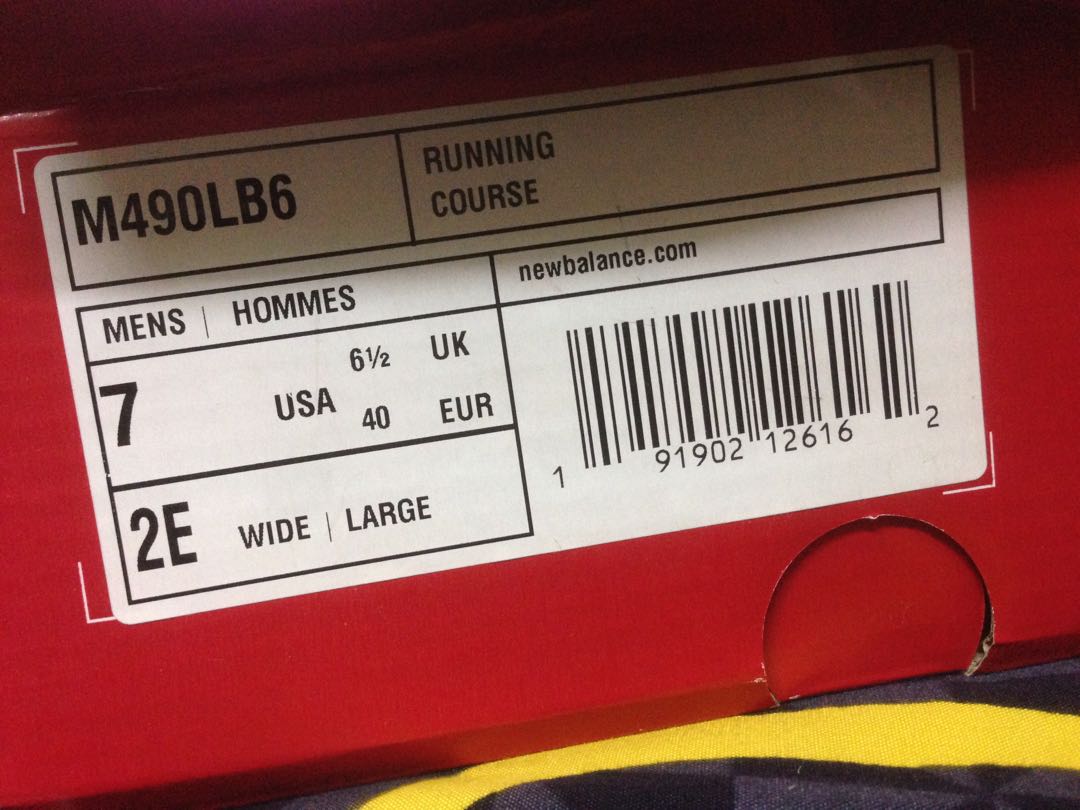 M490LB6
RUNNING
COURSE
newbalance.com
MENS | HOMMES
7 USA
6½ UK
40 EUR
2E WIDE | LARGE
1 91902 12616 2